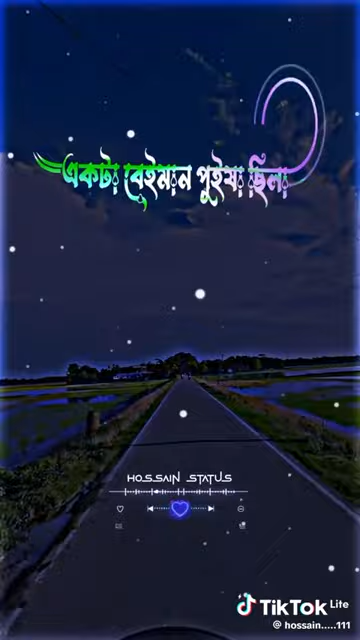 একটা বেইমান পুইষা ছিলা
HOSSAIN STATUS
TikTok Lite
@ hossain.....111